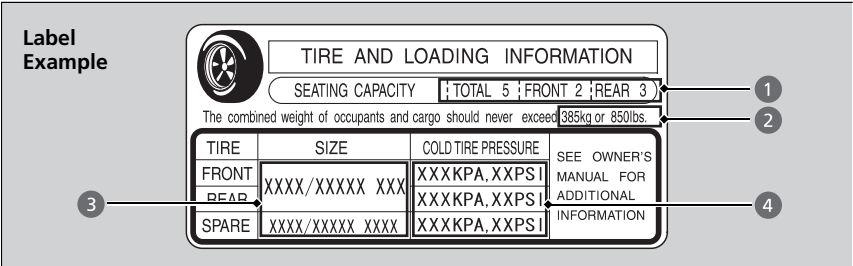 Label
Example
TIRE AND LOADING INFORMATION
SEATING CAPACITY TOTAL 5 FRONT 2 REAR 3
1
The combined weight of occupants and cargo should never exceed 385kg or 850lbs.
2
TIRE SIZE COLD TIRE PRESSURE
SEE OWNER'S
MANUAL FOR
ADDITIONAL
INFORMATION
FRONT XXXX/XXXXX XXX XXXKPA,XXPSI
REAR XXXKPA,XXPSI
3
4
SPARE XXXX/XXXXX XXXX XXXKPA,XXPSI